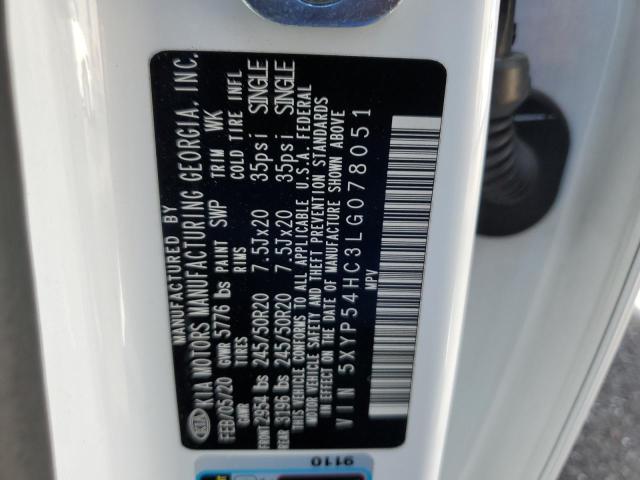 KIA
MANUFACTURED BY
KIA MOTORS MANUFACTURING GEORGIA, INC.
FEB/05/20 GVWR 5776 lbs PAINT SWP TRIM WK
GAWR RIMS COLD TIRE INFL
FRONT 2954 lbs 245/50R20 7.5Jx20 35psi SINGLE
REAR 3196 lbs 245/50R20 7.5Jx20 35psi SINGLE
THIS VEHICLE CONFORMS TO ALL APPLICABLE U.S.A. FEDERAL
MOTOR VEHICLE SAFETY AND THEFT PREVENTION STANDARDS
IN EFFECT ON THE DATE OF MANUFACTURE SHOWN ABOVE
VIN 5XYP54HC3LG078051
MPV
9110